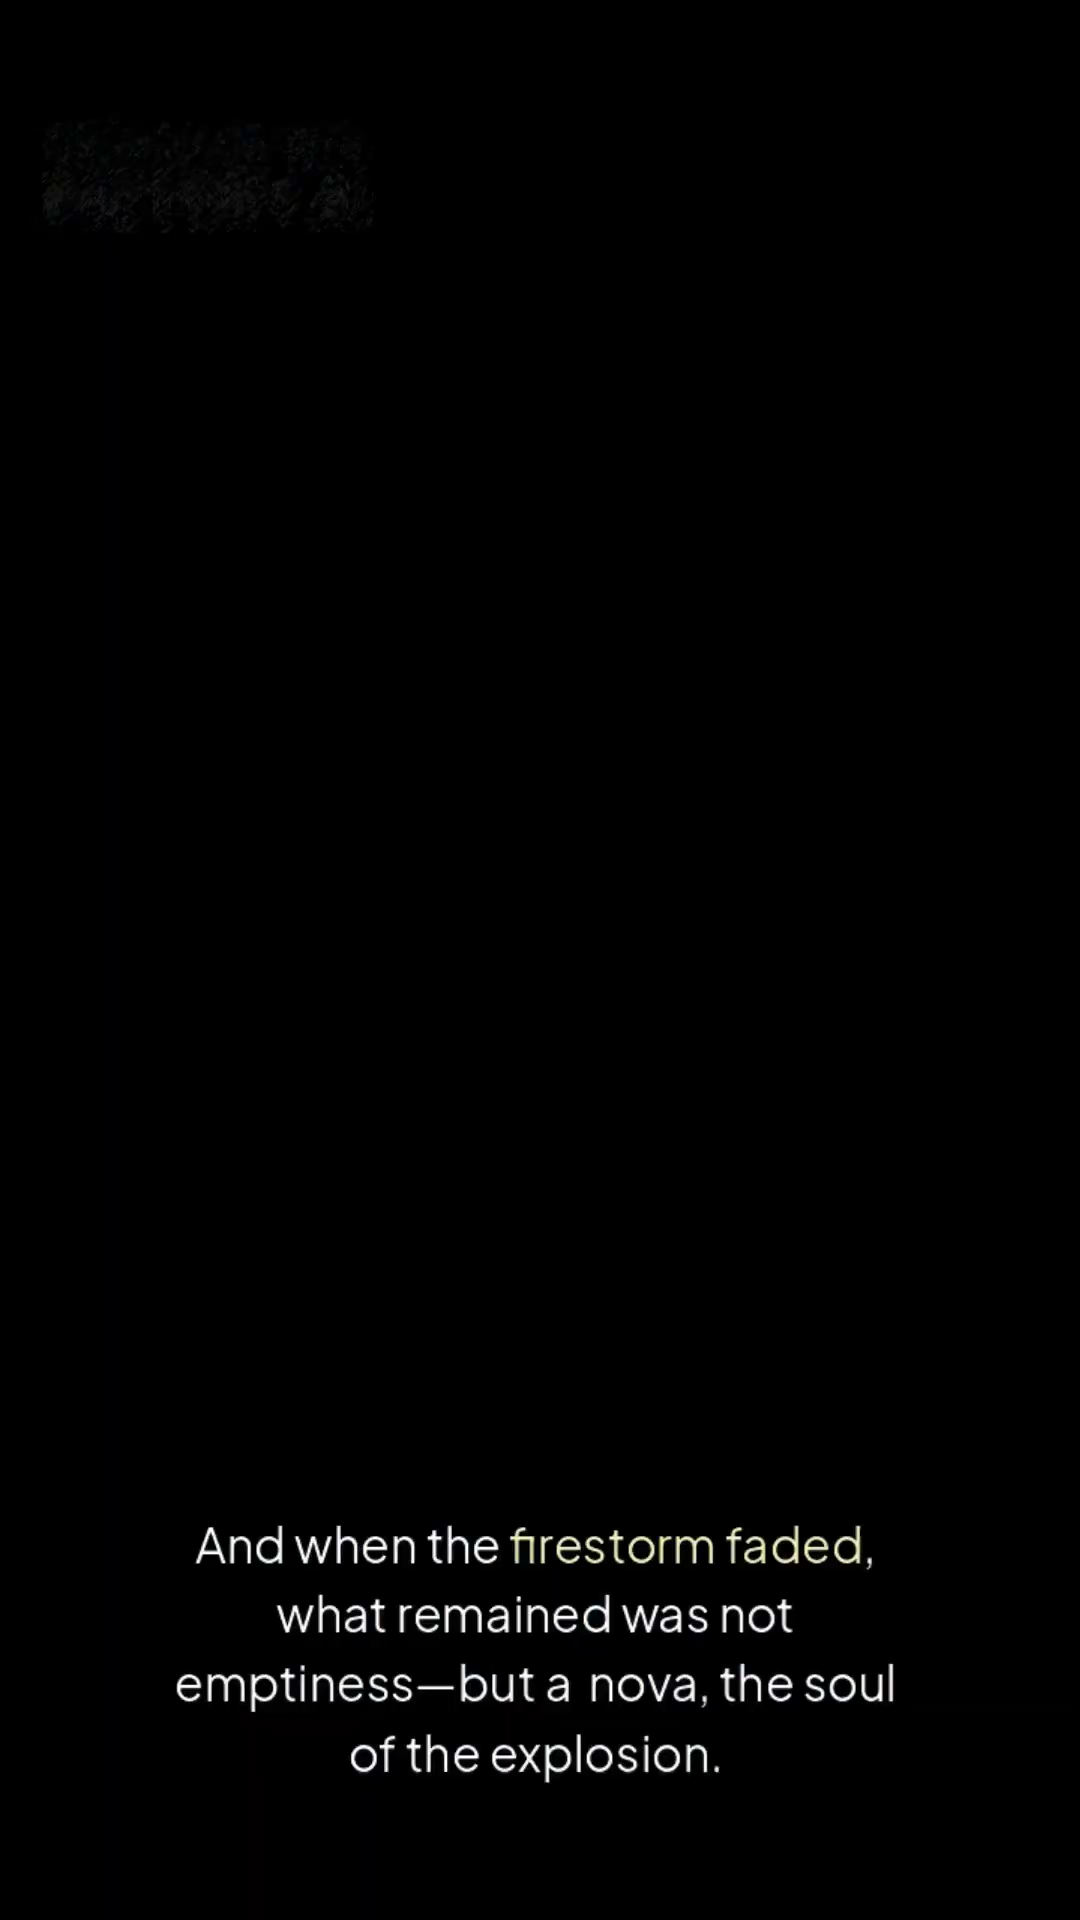 And when the firestorm faded,
what remained was not
emptiness—but a nova, the soul
of the explosion.